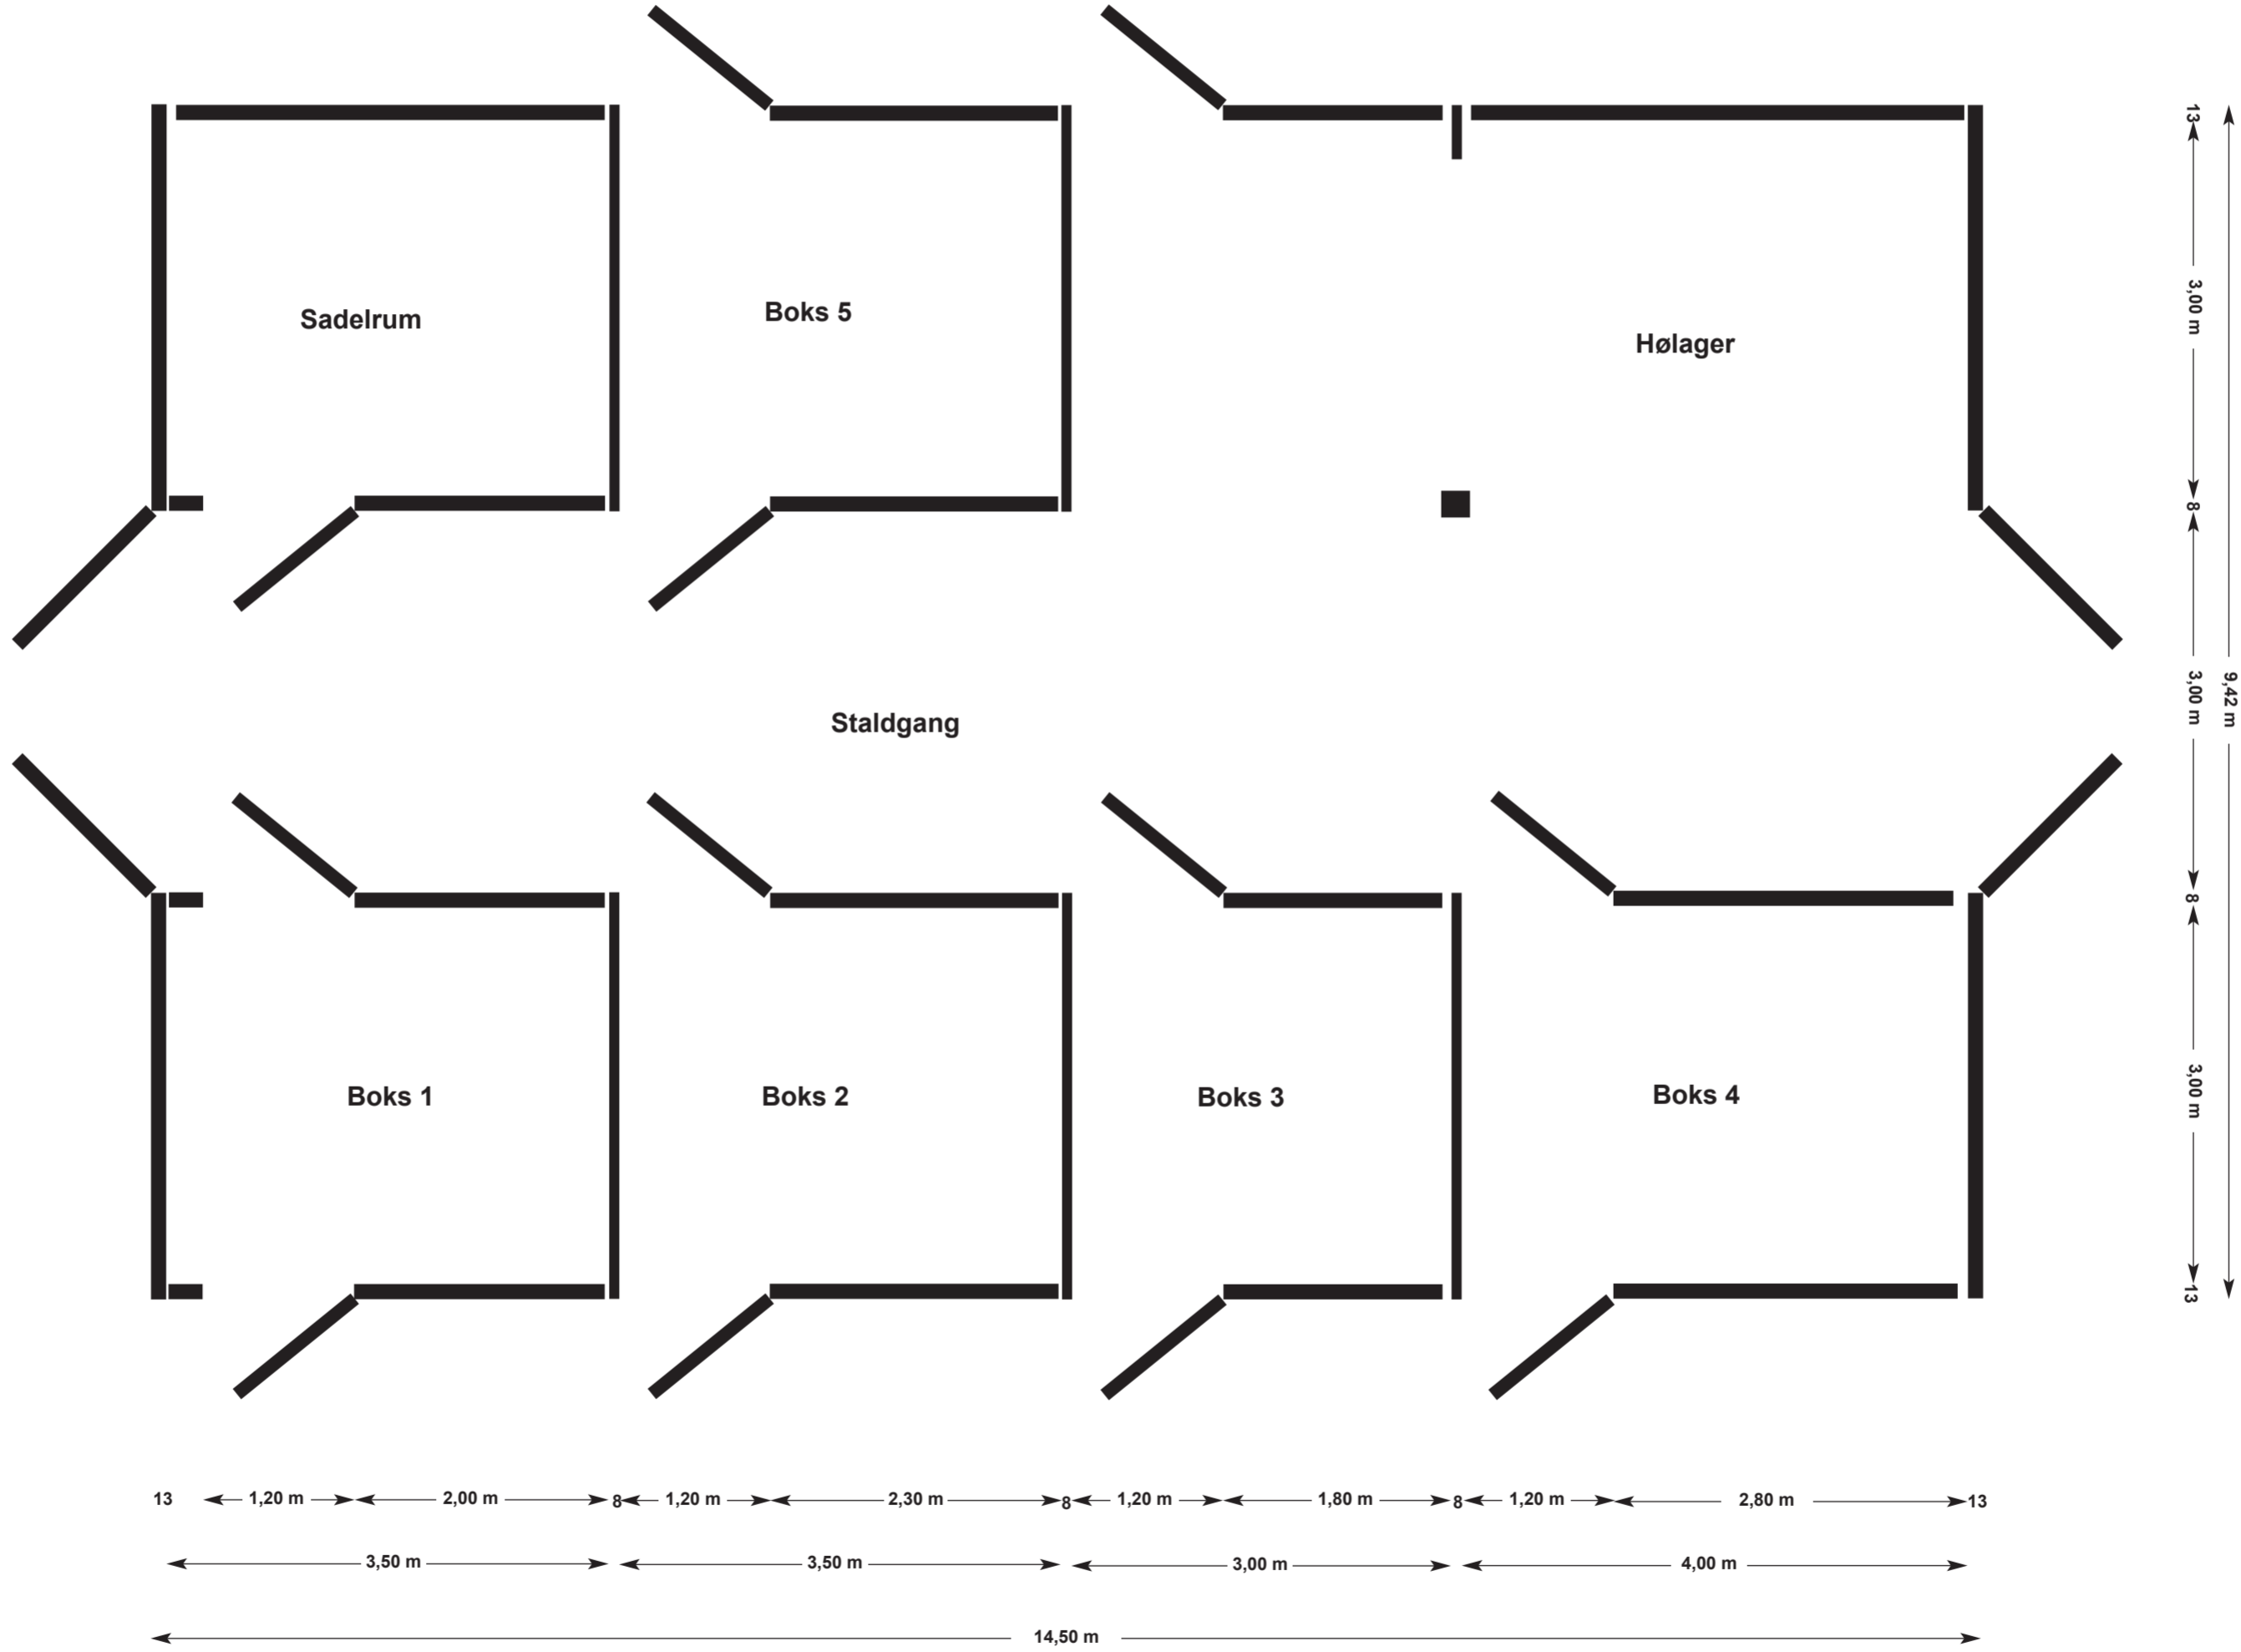 13
Boks 5
Sadelrum
3,00 m
Hølager
8
Staldgang
3,00 m
9,42 m
8
Boks 1
Boks 2
Boks 3
Boks 4
3,00 m
13
13
1,20 m
2,00 m
8
1,20 m
2,30 m
8
1,20 m
1,80 m
8
1,20 m
2,80 m
13
3,50 m
3,50 m
3,00 m
4,00 m
14,50 m